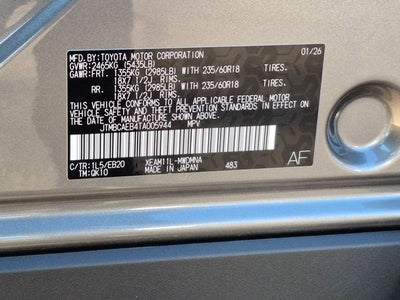 MFD.BY:TOYOTA MOTOR CORPORATION 01/26
GVWR:2465KG (5435LB)
GAWR:FRT. 1355KG (2985LB) WITH 235/60R18 TIRES.
18X7 1/2J RIMS.
RR. 1355KG (2985LB) WITH 235/60R18 TIRES.
18X7 1/2J RIMS.
THIS VEHICLE CONFORMS TO ALL APPLICABLE FEDERAL MOTOR
VEHICLE SAFETY AND THEFT PREVENTION STANDARDS IN EFFECT
ON THE DATE OF MANUFACTURE SHOWN ABOVE.
JTMBCAEB4TA005944 MPV
C/TR:1L5/EB20 XEAM11L-MWDMNA AF
TM:QK10 MADE IN JAPAN 483